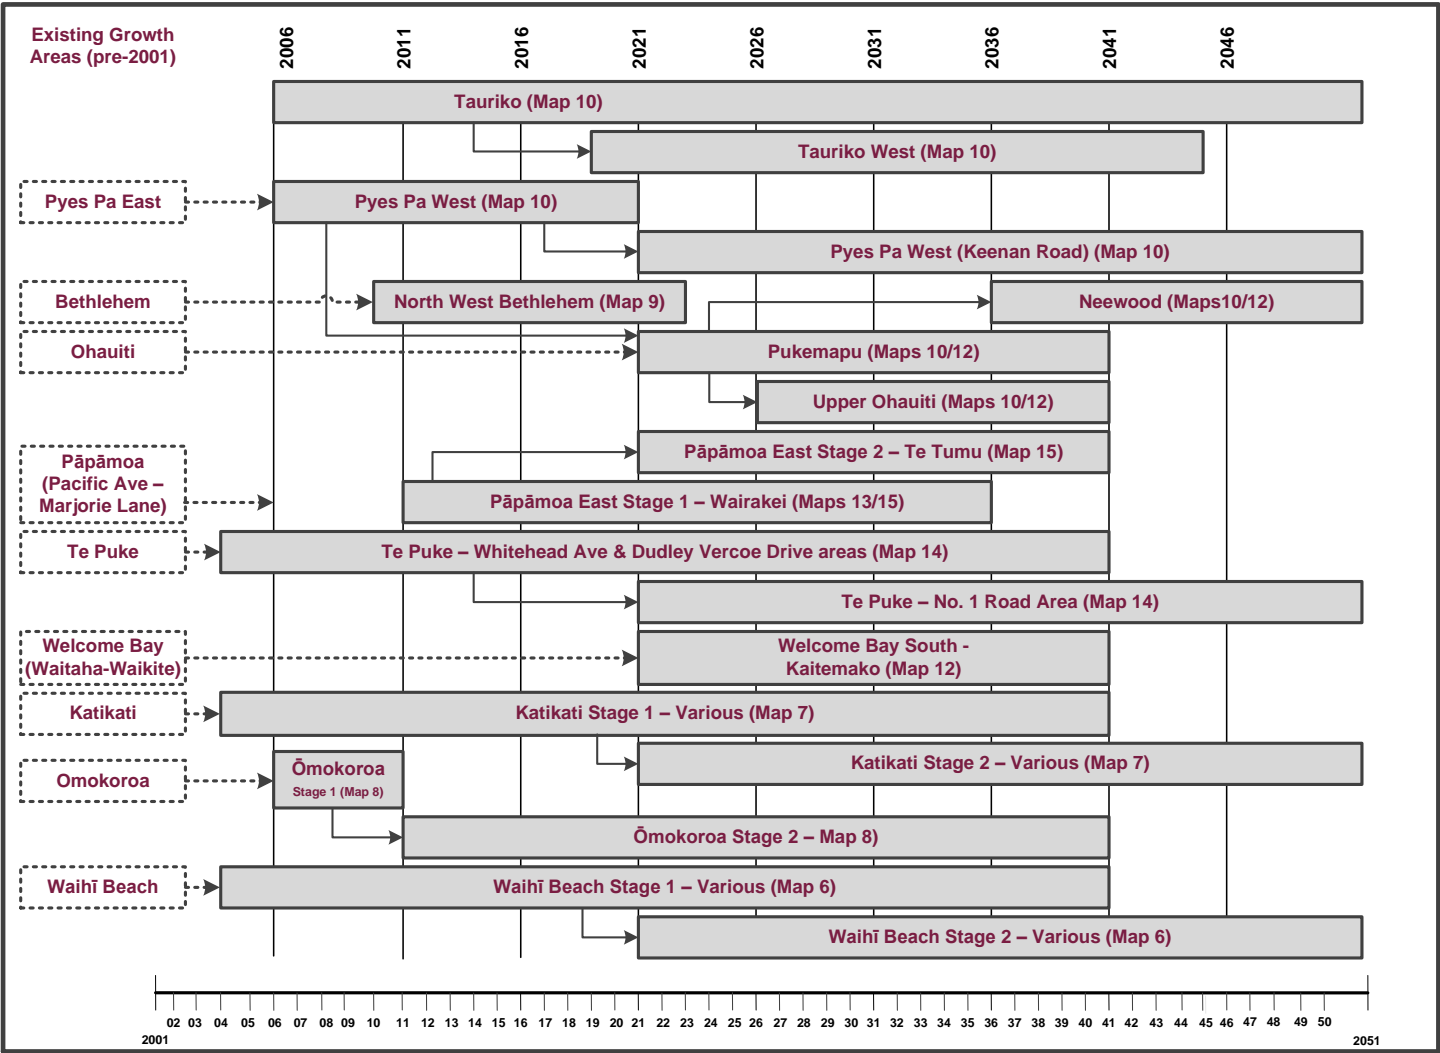 Existing Growth
Areas (pre-2001)
2006
2011
2016
2021
2026
2031
2036
2041
2046
Tauriko (Map 10)
Tauriko West (Map 10)
Pyes Pa East
Pyes Pa West (Map 10)
Pyes Pa West (Keenan Road) (Map 10)
Bethlehem
North West Bethlehem (Map 9)
Neewood (Maps10/12)
Ohauiti
Pukemapu (Maps 10/12)
Upper Ohauiti (Maps 10/12)
Pāpāmoa East Stage 2 – Te Tumu (Map 15)
Pāpāmoa
(Pacific Ave –
Marjorie Lane)
Pāpāmoa East Stage 1 – Wairakei (Maps 13/15)
Te Puke
Te Puke – Whitehead Ave & Dudley Vercoe Drive areas (Map 14)
Te Puke – No. 1 Road Area (Map 14)
Welcome Bay
(Waitaha-Waikite)
Welcome Bay South -
Kaitemako (Map 12)
Katikati
Katikati Stage 1 – Various (Map 7)
Katikati Stage 2 – Various (Map 7)
Omokoroa
Ōmokoroa
Stage 1 (Map 8)
Ōmokoroa Stage 2 – Map 8)
Waihī Beach
Waihī Beach Stage 1 – Various (Map 6)
Waihī Beach Stage 2 – Various (Map 6)
02 03 04 06 07 08 09 10 11 12 13 14 15 16 17 18 19 20 21 22 23 24 25 26 27 28 29 30 31 32 33 34 35 36 37 38 39 40 41 42 43 44 45 46 47 48 49 50
2001 2051